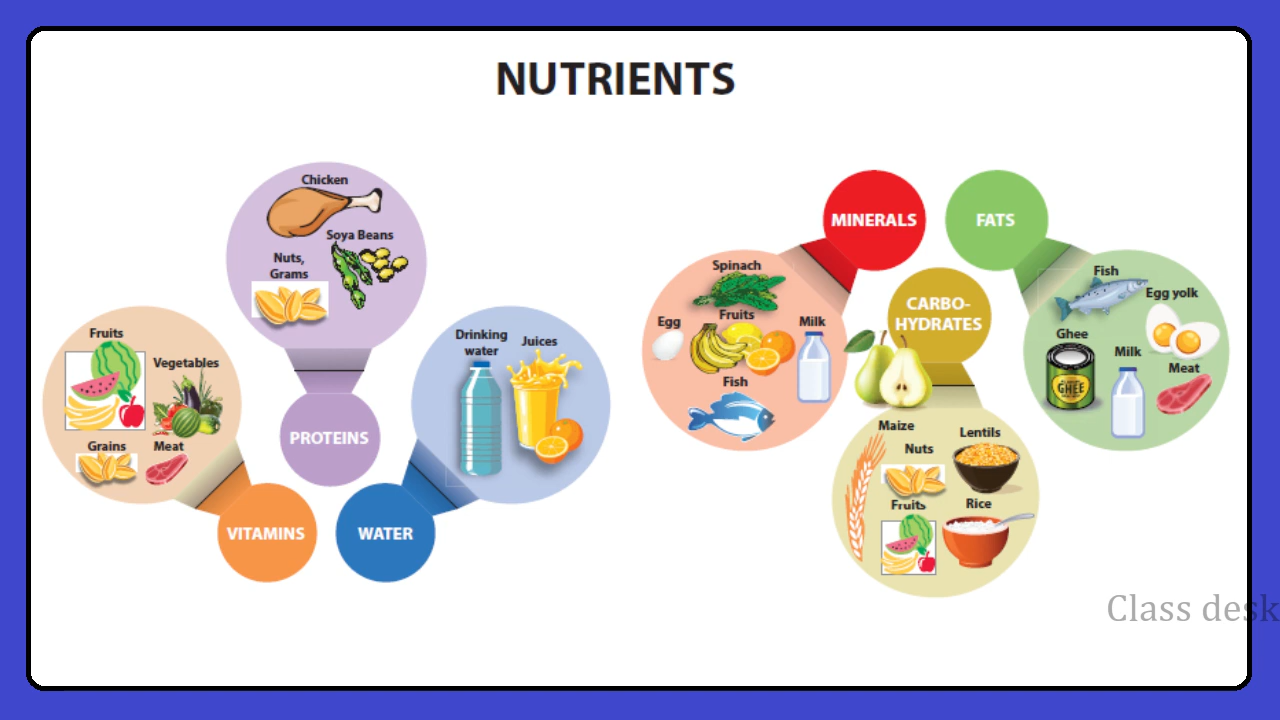 NUTRIENTS
Chicken
Soya Beans
Nuts,
Grams
PROTEINS
Fruits
Vegetables
Grains
Meat
VITAMINS
Drinking
water
Juices
WATER
MINERALS
Spinach
Egg
Fruits
Milk
Fish
CARBO-
HYDRATES
Maize
Nuts
Lentils
Fruits
Rice
FATS
Fish
Egg yolk
Ghee
GHEE
Milk
Meat
Class desk